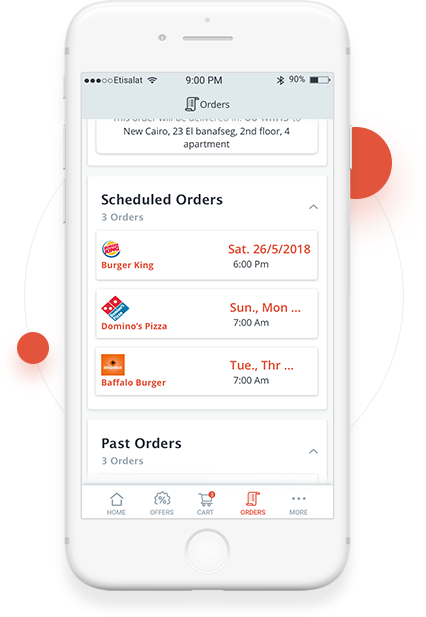 Etisalat
9:00 PM
90%
Orders
This order will be delivered in:
New Cairo, 23 El banafseg, 2nd floor, 4
apartment
Scheduled Orders
3 Orders
BURGER
KING
Burger King
Sat. 26/5/2018
6:00 Pm
Domino's Pizza
Sun., Mon ...
7:00 Am
Baffalo Burger
Tue., Thr ...
7:00 Am
Past Orders
3 Orders
HOME
OFFERS
3
CART
ORDERS
MORE